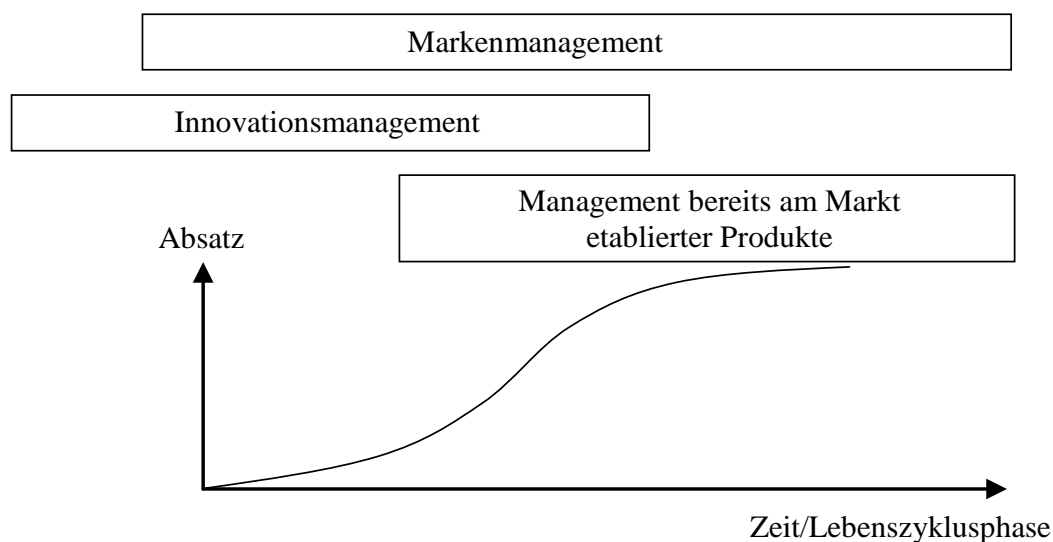 Markenmanagement
Innovationsmanagement
Management bereits am Markt
etablierter Produkte
Absatz
Zeit/Lebenszyklusphase